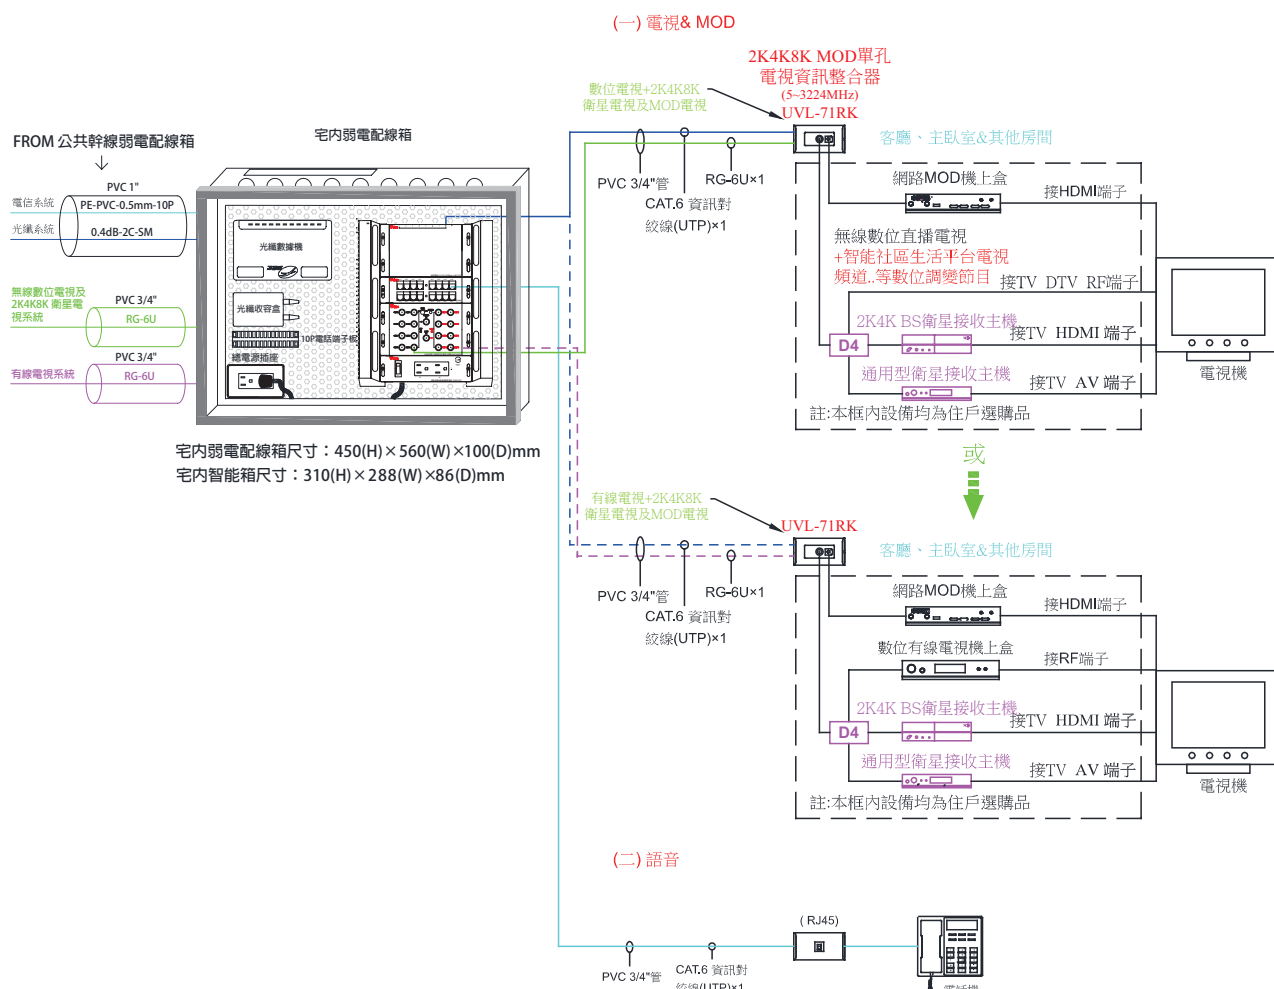 (一) 電視& MOD
2K4K8K MOD單孔
電視資訊整合器
(5~3224MHz)
UVL-71RK
數位電視+2K4K8K
衛星電視及MOD電視
客廳、主臥室&其他房間
宅內弱電配線箱
FROM 公共幹線弱電配線箱
PVC 1"
電信系統
PE-PVC-0.5mm-10P
光纖系統
0.4dB-2C-SM
無線數位電視及
2K4K8K 衛星電
視系統
PVC 3/4"
RG-6U
PVC 3/4"
有線電視系統
RG-6U
光纖數據機
光纖收容盒
10P電話端子板
總電源插座
宅內弱電配線箱尺寸：450(H)×560(W)×100(D)mm
宅內智能箱尺寸：310(H)×288(W)×86(D)mm
PVC 3/4"管
CAT.6 資訊對
絞線(UTP)×1
RG-6U×1
網路MOD機上盒
接HDMI端子
無線數位直播電視
+智能社區生活平台電視
頻道..等數位調變節目
接TV DTV RF端子
2K4K BS衛星接收主機
D4
接TV HDMI 端子
通用型衛星接收主機
接TV AV 端子
電視機
註:本框內設備均為住戶選購品
或
有線電視+2K4K8K
衛星電視及MOD電視
UVL-71RK
客廳、主臥室&其他房間
PVC 3/4"管
CAT.6 資訊對
絞線(UTP)×1
RG-6U×1
網路MOD機上盒
接HDMI端子
數位有線電視機上盒
接RF端子
2K4K BS衛星接收主機
D4
接TV HDMI 端子
通用型衛星接收主機
接TV AV 端子
電視機
註:本框內設備均為住戶選購品
(二) 語音
(RJ45)
PVC 3/4"管
CAT.6 資訊對
絞線(UTP)×1
電話機